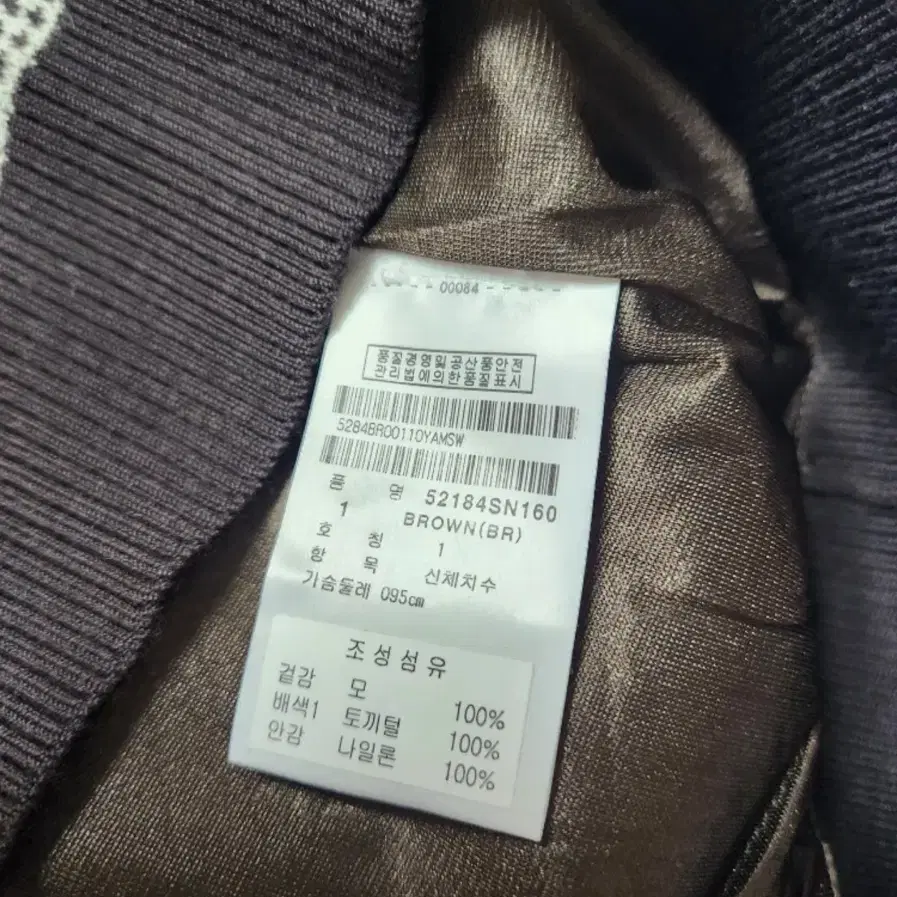 00084
품질경영및공산품안전
관리법에의한품질표시
5284BR00110YAMSW
품 명 52184SN160
1 BROWN(BR)
호 칭 1
항 목 신체치수
가슴둘레 095cm
조성섬유
겉감 모 100%
배색1 토끼털 100%
안감 나일론 100%